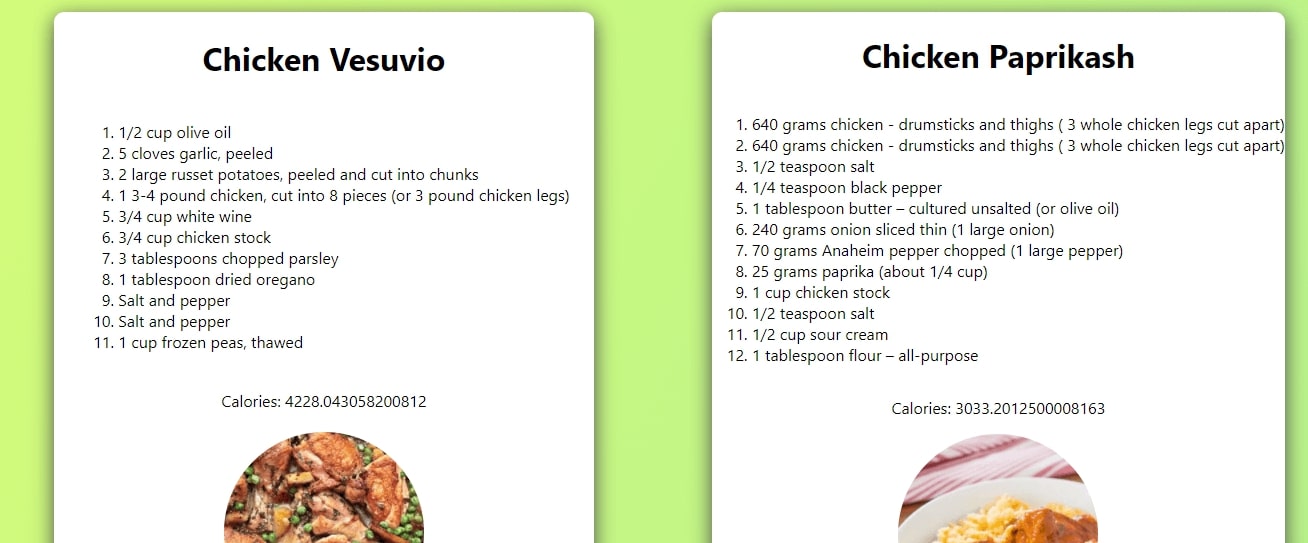 Chicken Vesuvio
1. 1/2 cup olive oil
2. 5 cloves garlic, peeled
3. 2 large russet potatoes, peeled and cut into chunks
4. 1 3-4 pound chicken, cut into 8 pieces (or 3 pound chicken legs)
5. 3/4 cup white wine
6. 3/4 cup chicken stock
7. 3 tablespoons chopped parsley
8. 1 tablespoon dried oregano
9. Salt and pepper
10. Salt and pepper
11. 1 cup frozen peas, thawed
Calories: 4228.043058200812
Chicken Paprikash
1. 640 grams chicken - drumsticks and thighs ( 3 whole chicken legs cut apart)
2. 640 grams chicken - drumsticks and thighs ( 3 whole chicken legs cut apart)
3. 1/2 teaspoon salt
4. 1/4 teaspoon black pepper
5. 1 tablespoon butter – cultured unsalted (or olive oil)
6. 240 grams onion sliced thin (1 large onion)
7. 70 grams Anaheim pepper chopped (1 large pepper)
8. 25 grams paprika (about 1/4 cup)
9. 1 cup chicken stock
10. 1/2 teaspoon salt
11. 1/2 cup sour cream
12. 1 tablespoon flour – all-purpose
Calories: 3033.2012500008163